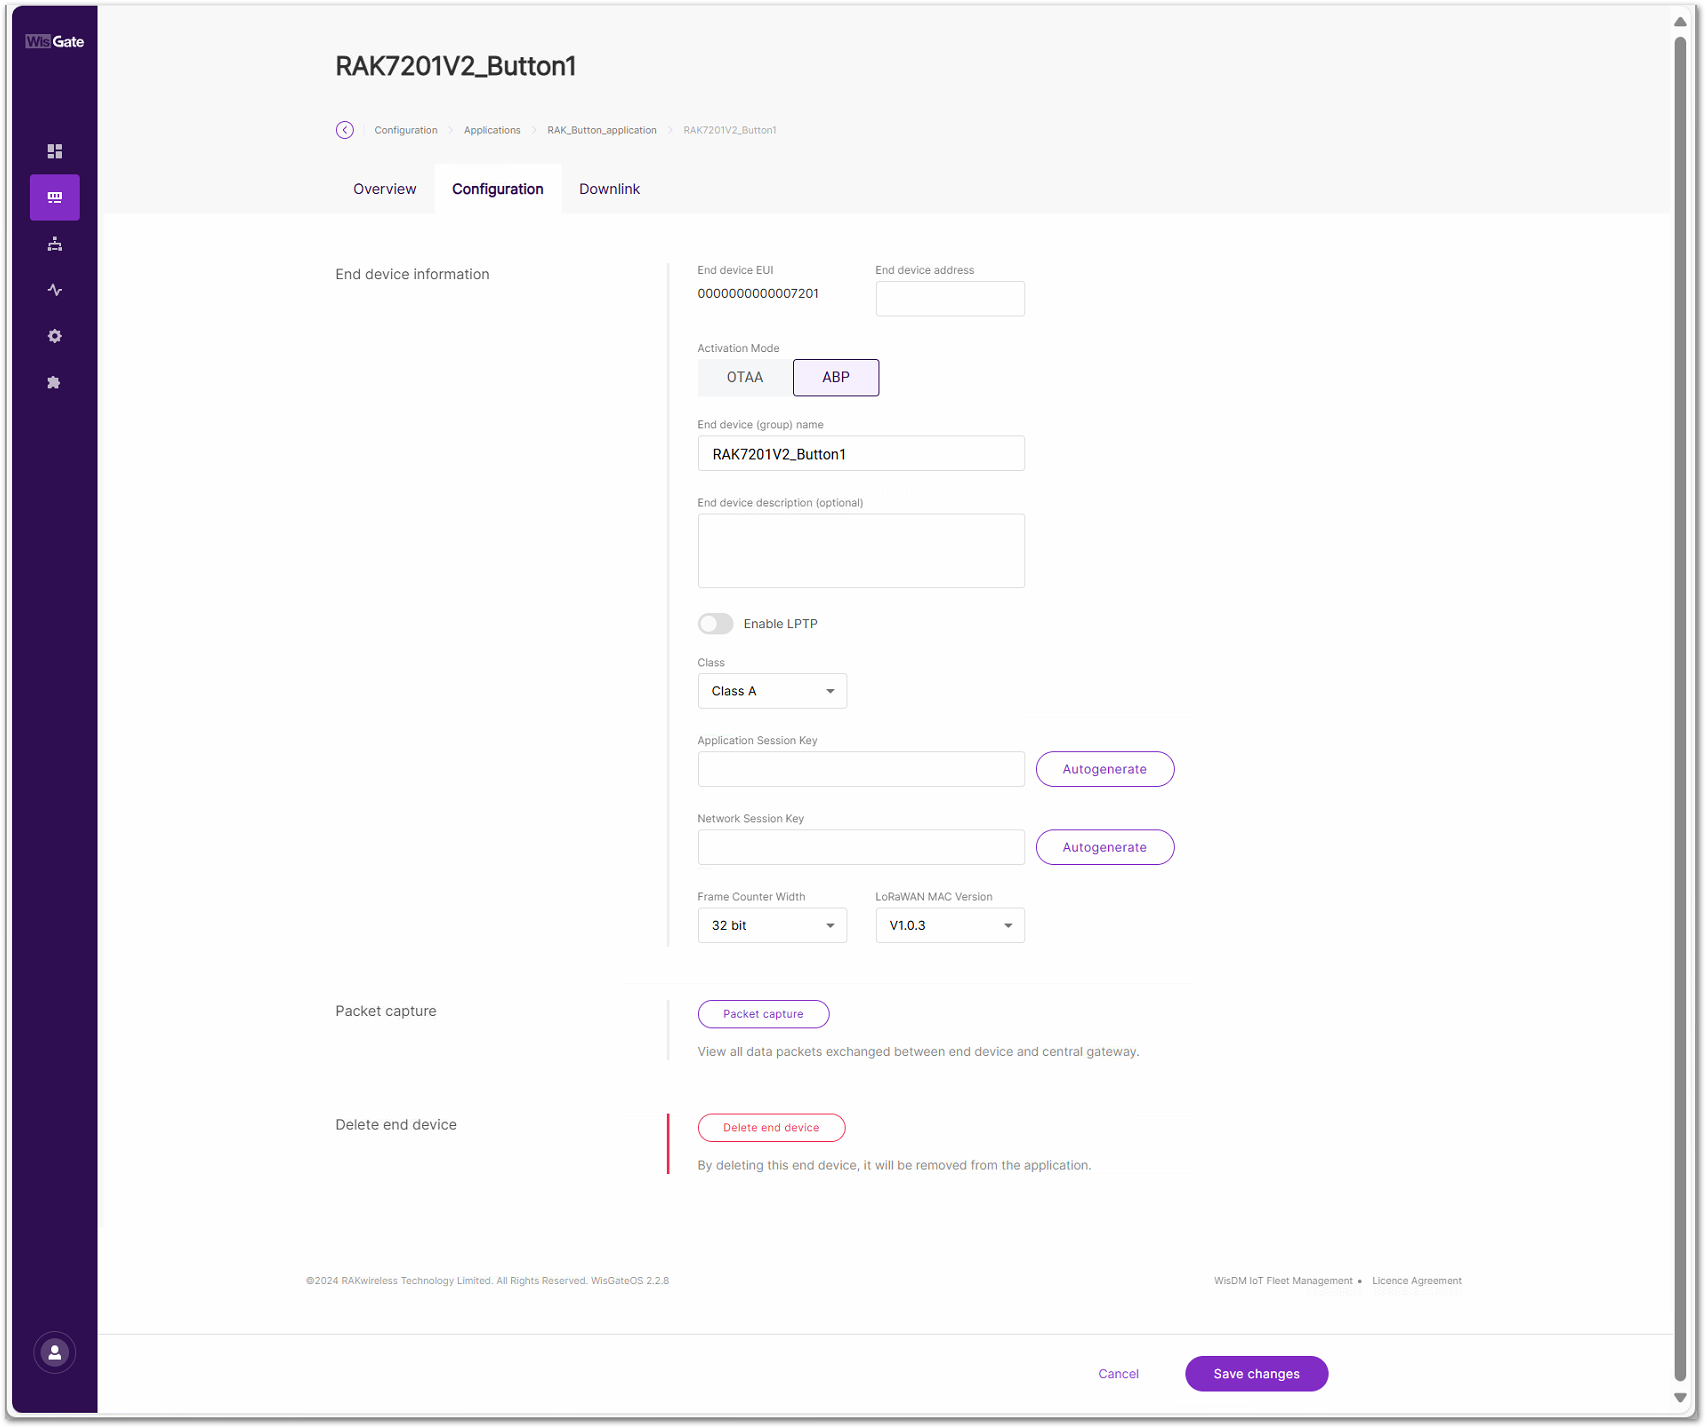 WisGate
RAK7201V2_Button1
Configuration > Applications > RAK_Button_application > RAK7201V2_Button1
Overview Configuration Downlink
End device information
End device EUI End device address
0000000000007201
Activation Mode
OTAA ABP
End device (group) name
RAK7201V2_Button1
End device description (optional)
Enable LPTP
Class
Class A
Application Session Key
Autogenerate
Network Session Key
Autogenerate
Frame Counter Width LoRaWAN MAC Version
32 bit V1.0.3
Packet capture
Packet capture
View all data packets exchanged between end device and central gateway.
Delete end device
Delete end device
By deleting this end device, it will be removed from the application.
©2024 RAKwireless Technology Limited. All Rights Reserved. WisGateOS 2.2.8
WisDM IoT Fleet Management • Licence Agreement
Cancel Save changes